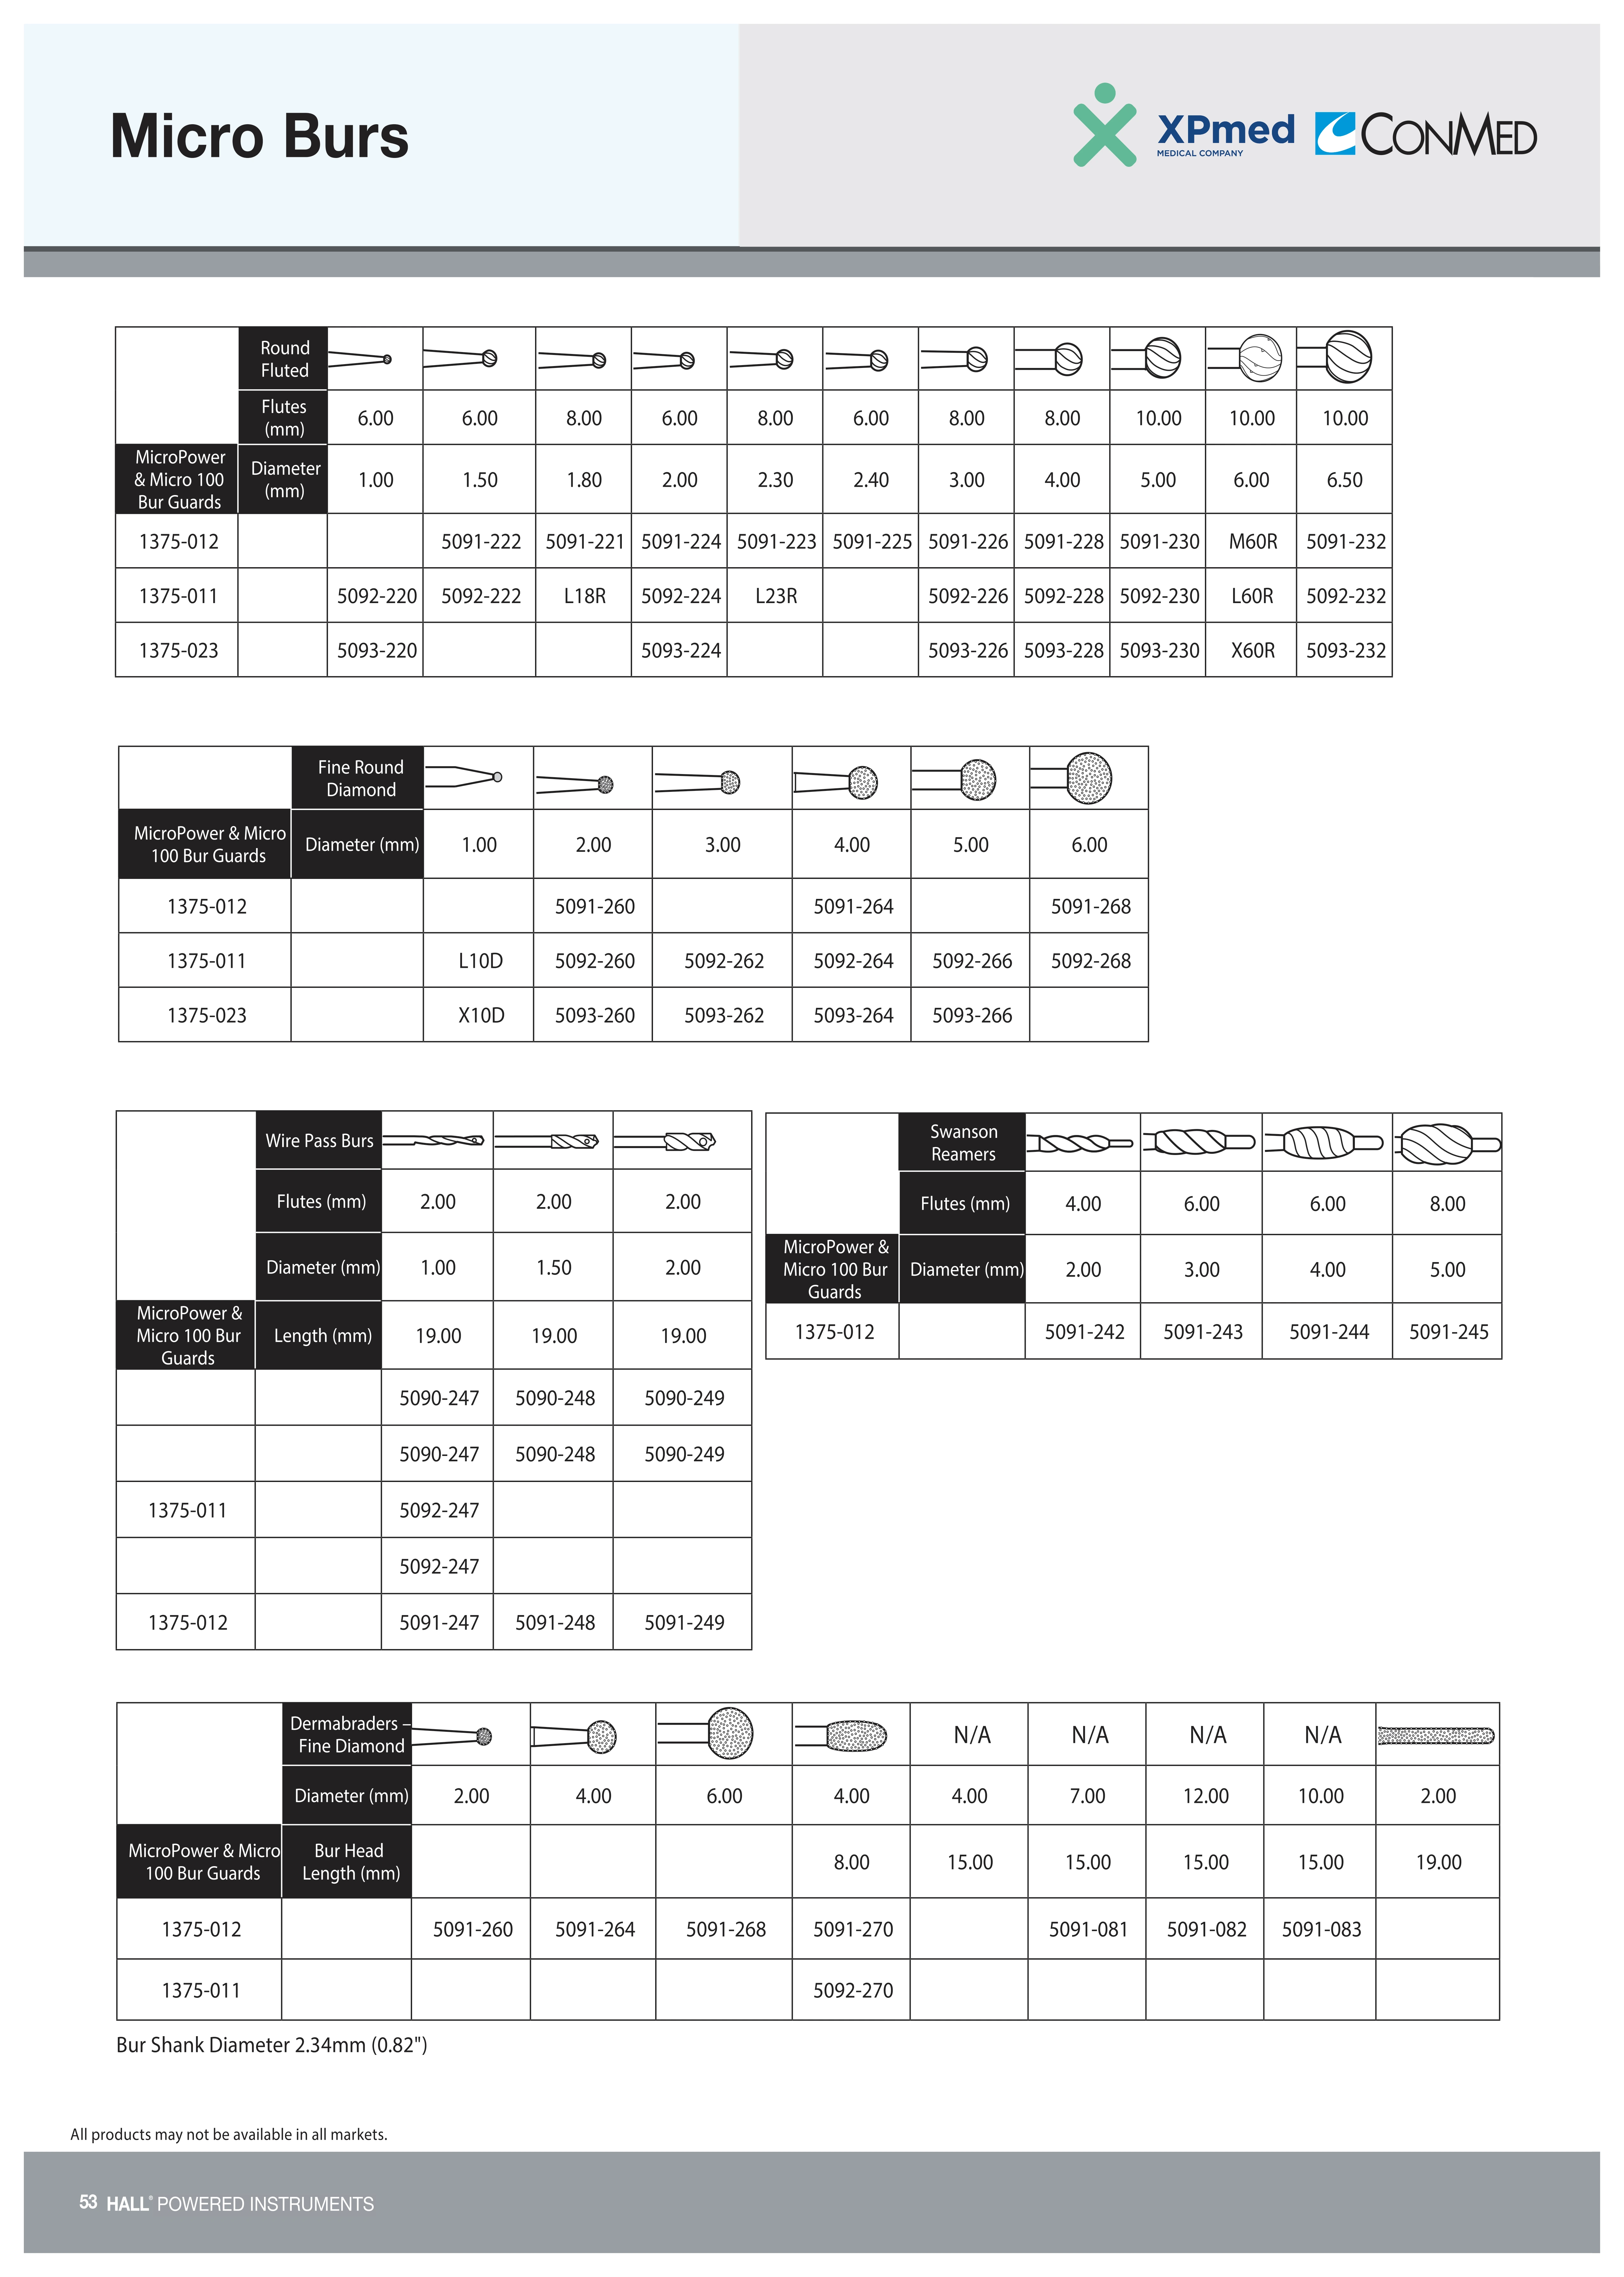 Micro Burs
XPmed
MEDICAL COMPANY
CONMED
Round
Fluted
Flutes
(mm)
6.00 6.00 8.00 6.00 8.00 6.00 8.00 8.00 10.00 10.00 10.00
MicroPower
& Micro 100
Bur Guards
Diameter
(mm)
1.00 1.50 1.80 2.00 2.30 2.40 3.00 4.00 5.00 6.00 6.50
1375-012 5091-222 5091-221 5091-224 5091-223 5091-225 5091-226 5091-228 5091-230 M60R 5091-232
1375-011 5092-220 5092-222 L18R 5092-224 L23R 5092-226 5092-228 5092-230 L60R 5092-232
1375-023 5093-220 5093-224 5093-226 5093-228 5093-230 X60R 5093-232
Fine Round
Diamond
MicroPower & Micro
100 Bur Guards
Diameter (mm) 1.00 2.00 3.00 4.00 5.00 6.00
1375-012 5091-260 5091-264 5091-268
1375-011 L10D 5092-260 5092-262 5092-264 5092-266 5092-268
1375-023 X10D 5093-260 5093-262 5093-264 5093-266
Wire Pass Burs
Flutes (mm) 2.00 2.00 2.00
Diameter (mm) 1.00 1.50 2.00
MicroPower &
Micro 100 Bur
Guards
Length (mm) 19.00 19.00 19.00
5090-247 5090-248 5090-249
5090-247 5090-248 5090-249
1375-011 5092-247
5092-247
1375-012 5091-247 5091-248 5091-249
Swanson
Reamers
Flutes (mm) 4.00 6.00 6.00 8.00
MicroPower &
Micro 100 Bur
Guards
Diameter (mm) 2.00 3.00 4.00 5.00
1375-012 5091-242 5091-243 5091-244 5091-245
Dermabraders –
Fine Diamond
N/A N/A N/A N/A
Diameter (mm) 2.00 4.00 6.00 4.00 4.00 7.00 12.00 10.00 2.00
MicroPower & Micro
100 Bur Guards
Bur Head
Length (mm)
8.00 15.00 15.00 15.00 15.00 19.00
1375-012 5091-260 5091-264 5091-268 5091-270 5091-081 5091-082 5091-083
1375-011 5092-270
Bur Shank Diameter 2.34mm (0.82")
All products may not be available in all markets.
53 HALL® POWERED INSTRUMENTS